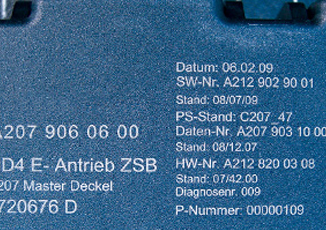 A207 906 06 00
D4 E- Antrieb ZSB
207 Master Deckel
720676 D
Datum: 06.02.09
SW-Nr. A212 902 90 01
Stand: 08/07/09
PS-Stand: C207_47
Daten-Nr. A207 903 10 00
Stand: 08/12.07
HW-Nr. A212 820 03 08
Stand: 07/42.00
Diagnosenr. 009
P-Nummer: 00000109